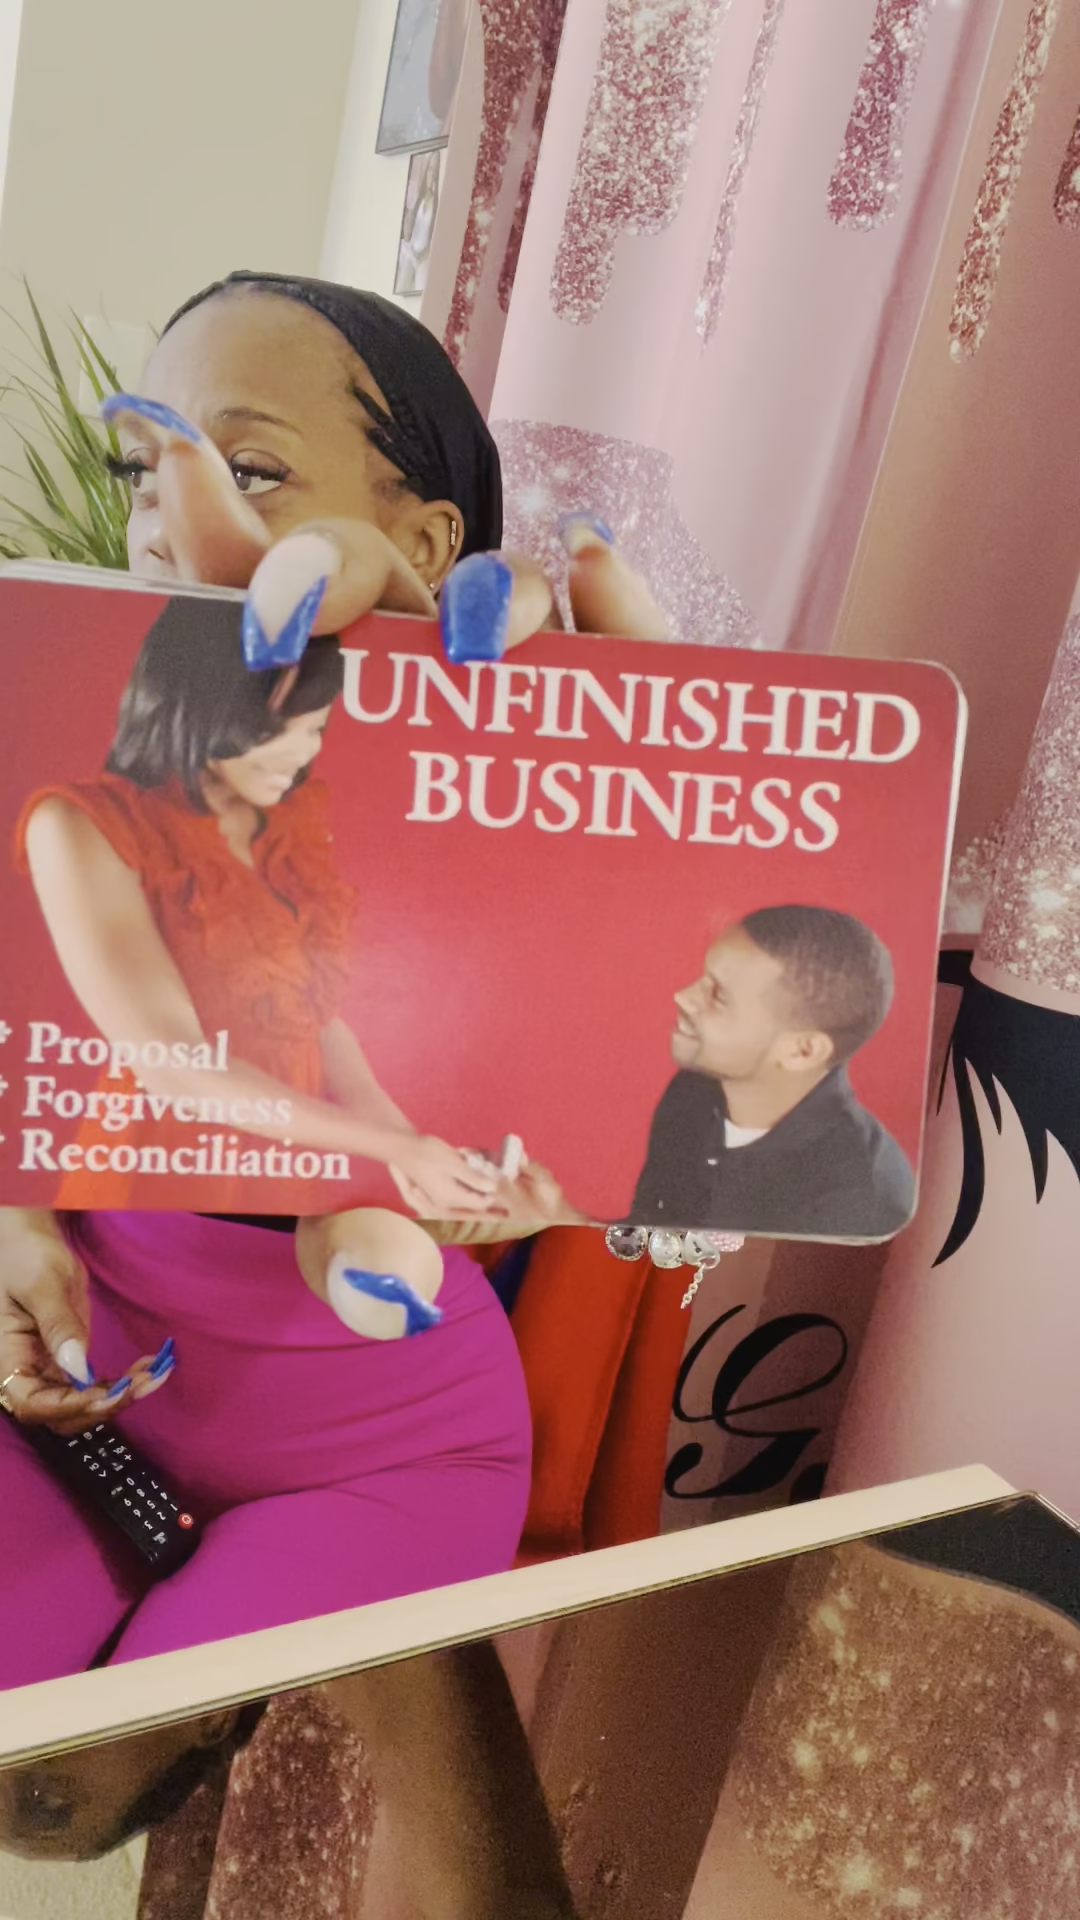 UNFINISHED
BUSINESS
* Proposal
* Forgiveness
* Reconciliation
G